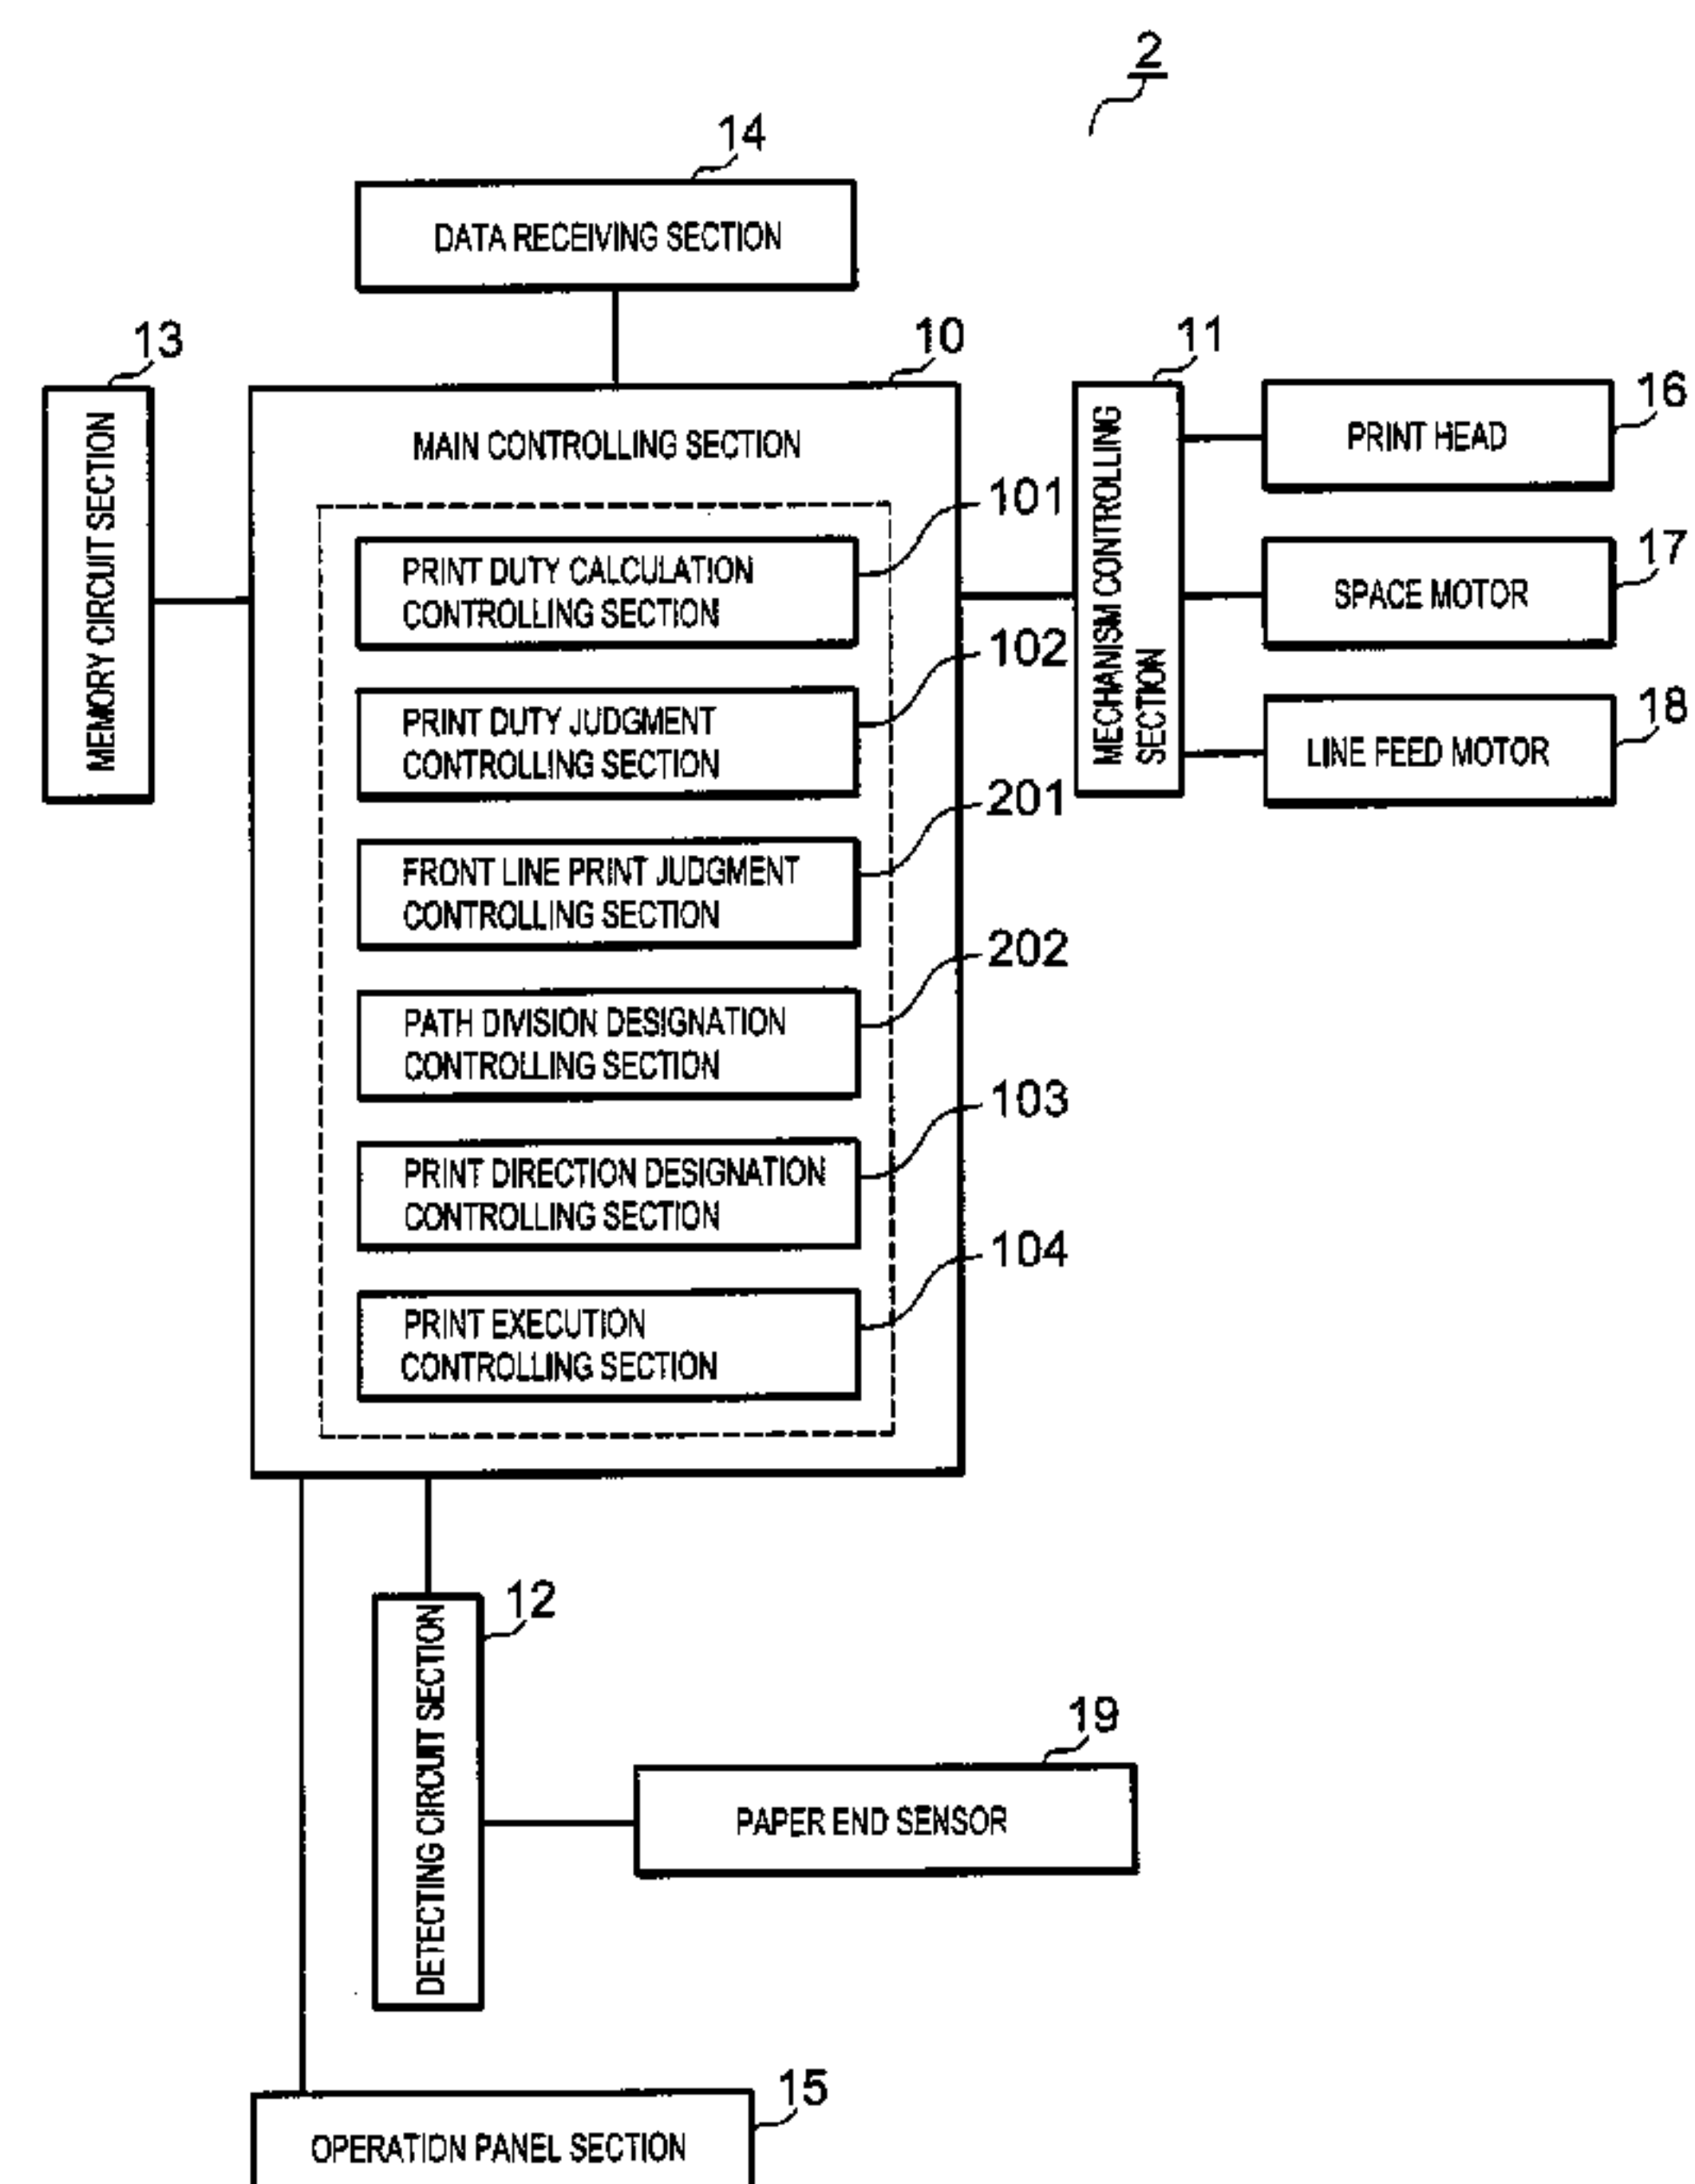 2
14
DATA RECEIVING SECTION
13
MEMORY CIRCUIT SECTION
10
MAIN CONTROLLING SECTION
101
PRINT DUTY CALCULATION
CONTROLLING SECTION
102
PRINT DUTY JUDGMENT
CONTROLLING SECTION
201
FRONT LINE PRINT JUDGMENT
CONTROLLING SECTION
202
PATH DIVISION DESIGNATION
CONTROLLING SECTION
103
PRINT DIRECTION DESIGNATION
CONTROLLING SECTION
104
PRINT EXECUTION
CONTROLLING SECTION
11
MECHANISM CONTROLLING
SECTION
16
PRINT HEAD
17
SPACE MOTOR
18
LINE FEED MOTOR
12
DETECTING CIRCUIT SECTION
19
PAPER END SENSOR
15
OPERATION PANEL SECTION